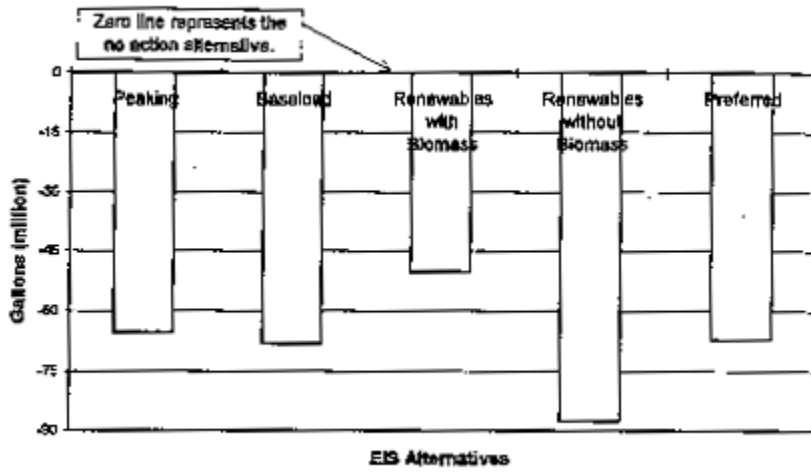 Zero line represents the
no action alternative.
0
Peaking
Baseload
Renewables
with
Biomass
Renewables
without
Biomass
Preferred
-15
-30
-45
-60
-75
-90
Gallons (million)
EIS Alternatives